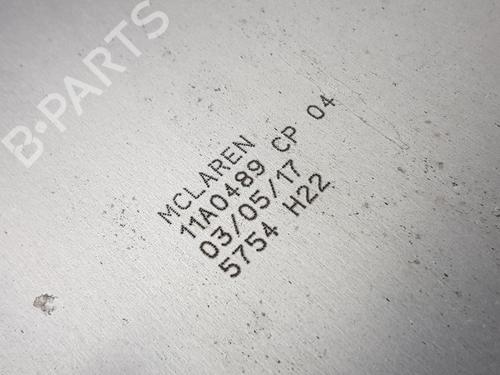 B-PARTS
MCLAREN
11A0489 CP 04
03/05/17
5754 H22